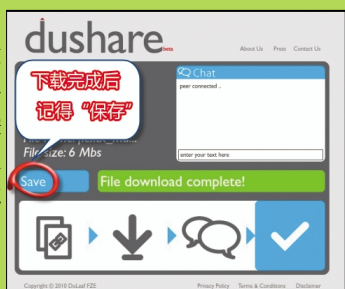 dushare
beta
About Us Press Contact Us
下载完成后
记得“保存”
Chat
peer connected ..
File size: 6 Mbs
enter your text here
Save
File download complete!
Copyright © 2010 DuLeaf FZE
Privacy Policy Terms & Conditions Disclaimer